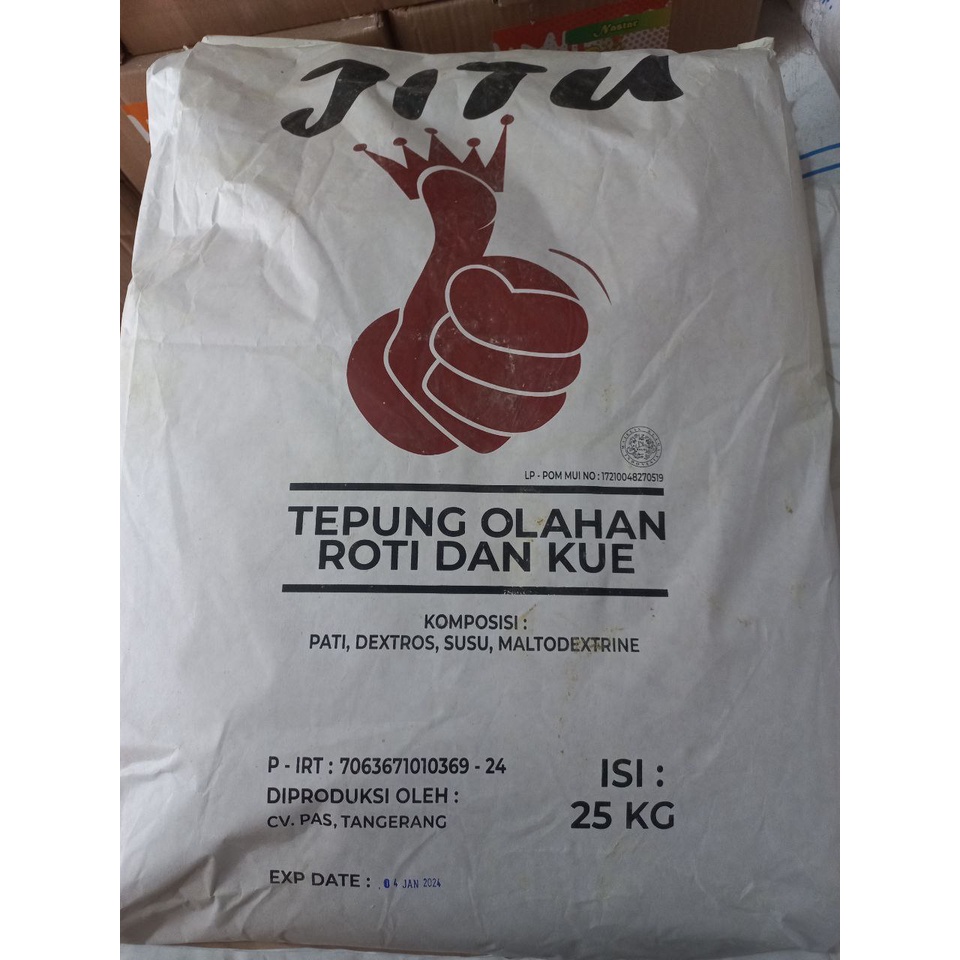 JITU
LP - POM MUI NO : 17210048270519
TEPUNG OLAHAN
ROTI DAN KUE
KOMPOSISI :
PATI, DEXTROS, SUSU, MALTODEXTRINE
P - IRT : 7063671010369 - 24
DIPRODUKSI OLEH :
CV. PAS, TANGERANG
ISI :
25 KG
EXP DATE : 04 JAN 2024